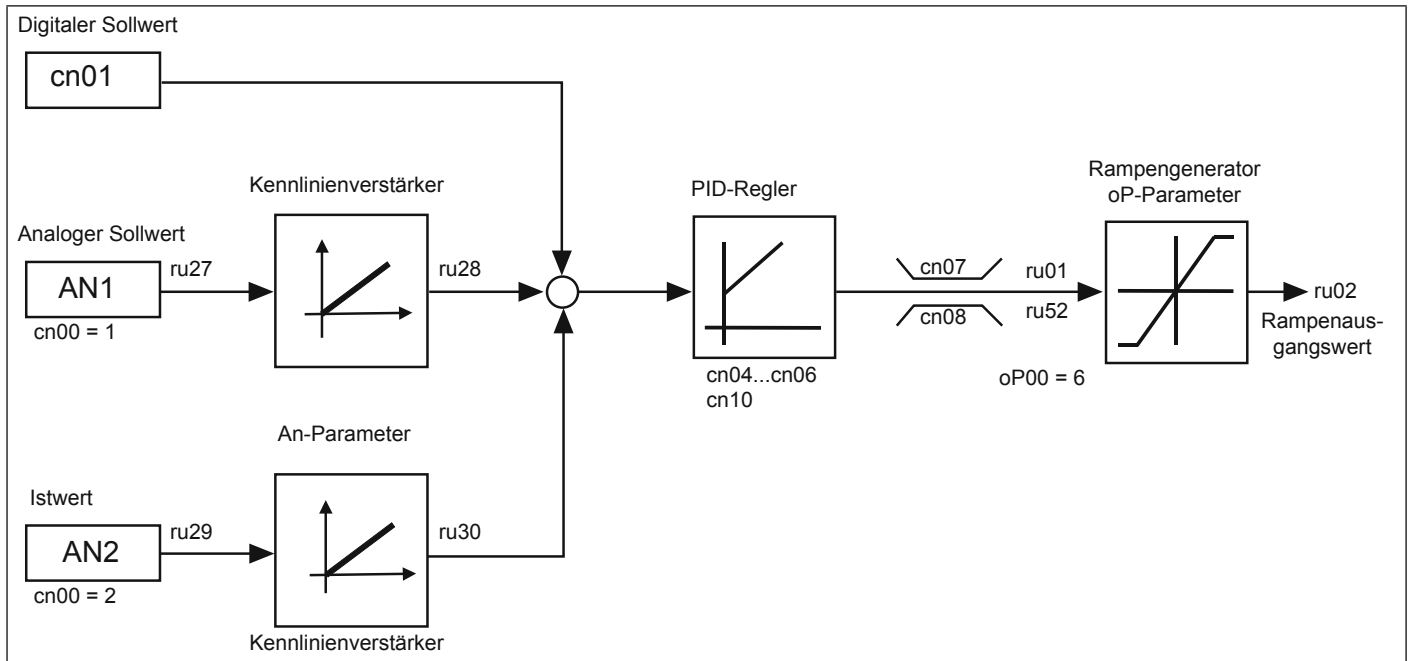 Digitaler Sollwert
cn01
Kennlinienverstärker
Analoger Sollwert
AN1
ru27
ru28
cn00 = 1
PID-Regler
cn04...cn06
cn10
cn07
cn08
ru01
ru52
Rampengenerator
oP-Parameter
oP00 = 6
ru02
Rampenaus-
gangswert
An-Parameter
Istwert
AN2
ru29
ru30
cn00 = 2
Kennlinienverstärker